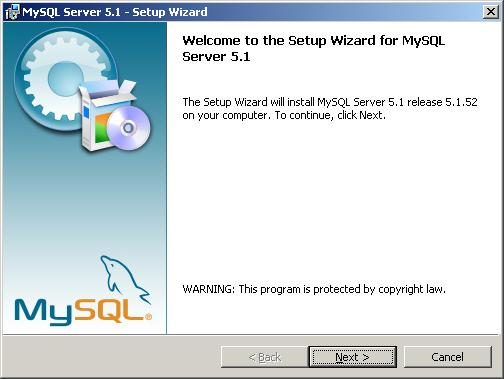 MySQL Server 5.1 - Setup Wizard
Welcome to the Setup Wizard for MySQL
Server 5.1
The Setup Wizard will install MySQL Server 5.1 release 5.1.52
on your computer. To continue, click Next.
WARNING: This program is protected by copyright law.
MySQL®
< Back
Next >
Cancel